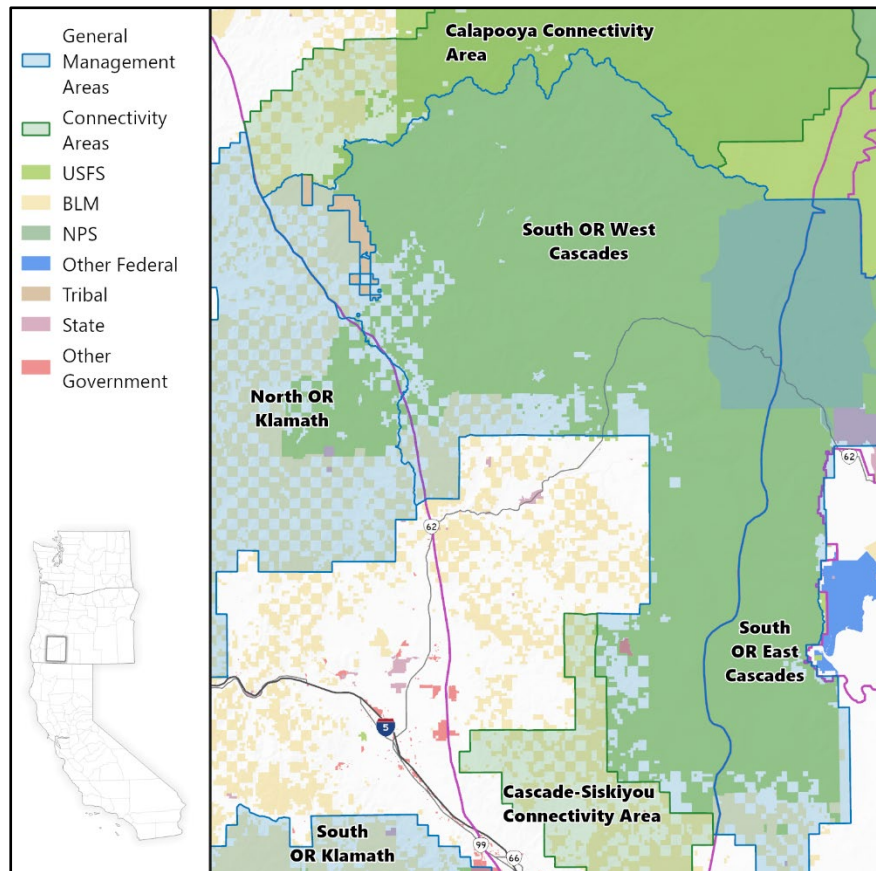 General
Management
Areas
Connectivity
Areas
USFS
BLM
NPS
Other Federal
Tribal
State
Other
Government
Calapooya Connectivity
Area
South OR West
Cascades
North OR
Klamath
62
62
South
OR East
Cascades
5
Cascade-Siskiyou
Connectivity Area
South
OR Klamath
99
66